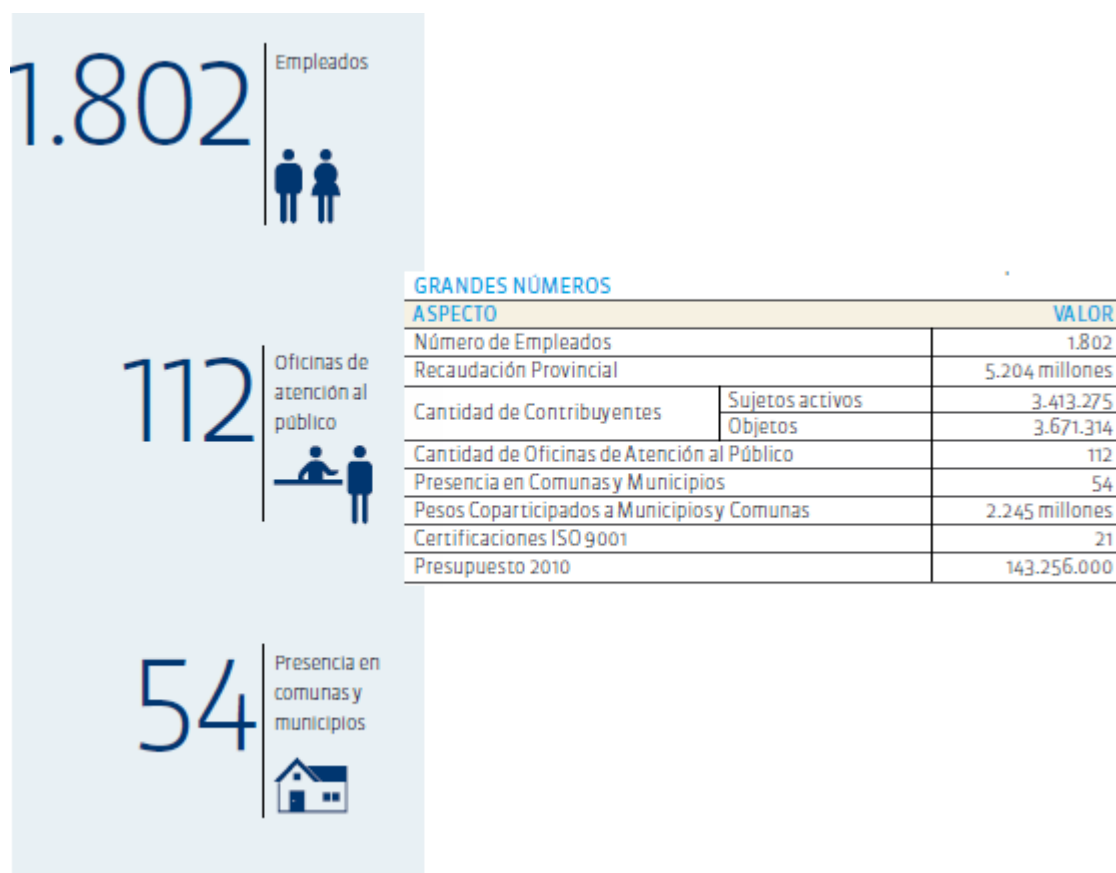 1.802
Empleados
112
Oficinas de
atención al
público
54
Presencia en
comunas y
municipios
GRANDES NÚMEROS
ASPECTO VALOR
Número de Empleados 1.802
Recaudación Provincial 5.204 millones
Cantidad de Contribuyentes Sujetos activos 3.413.275
Objetos 3.671.314
Cantidad de Oficinas de Atención al Público 112
Presencia en Comunas y Municipios 54
Pesos Coparticipados a Municipios y Comunas 2.245 millones
Certificaciones ISO 9001 21
Presupuesto 2010 143.256.000